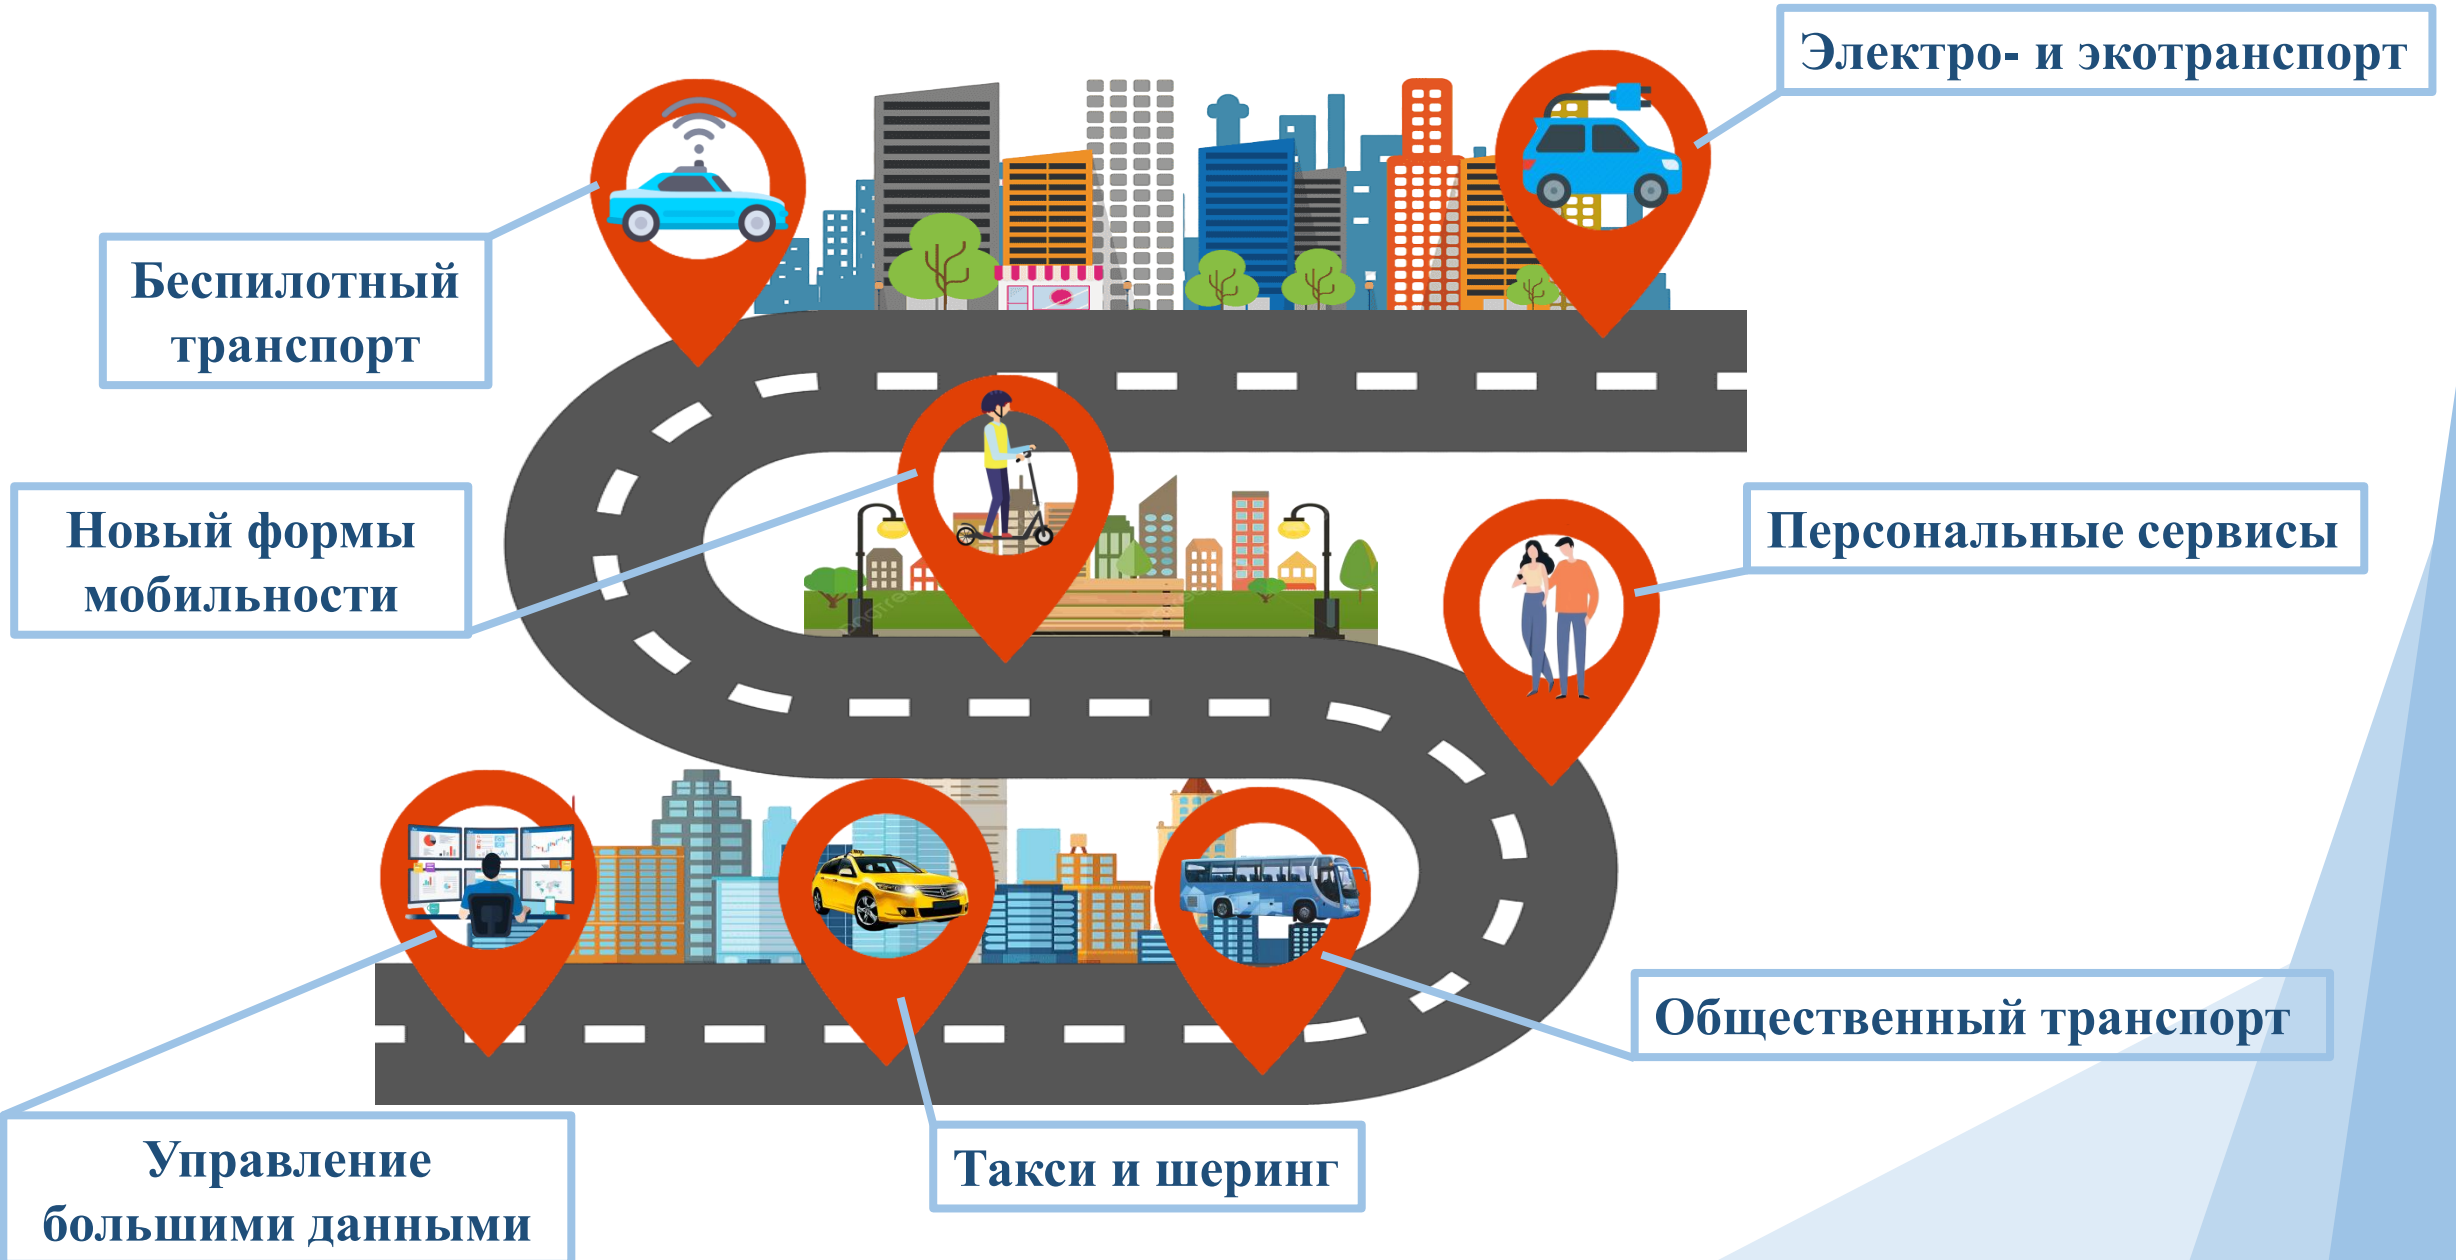 Электро- и экотранспорт
Беспилотный
транспорт
Новый формы
мобильности
Персональные сервисы
Общественный транспорт
Управление
большими данными
Такси и шеринг